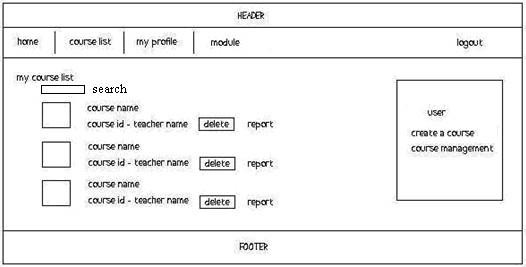 HEADER
home course list my profile module logout
my course list
search
course name
course id - teacher name delete report
course name
course id - teacher name delete report
course name
course id - teacher name delete report
user
create a course
course management
FOOTER